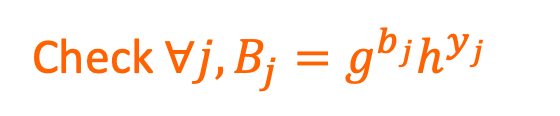 Check ∀j, B_j = g^{b_j} h^{y_j}